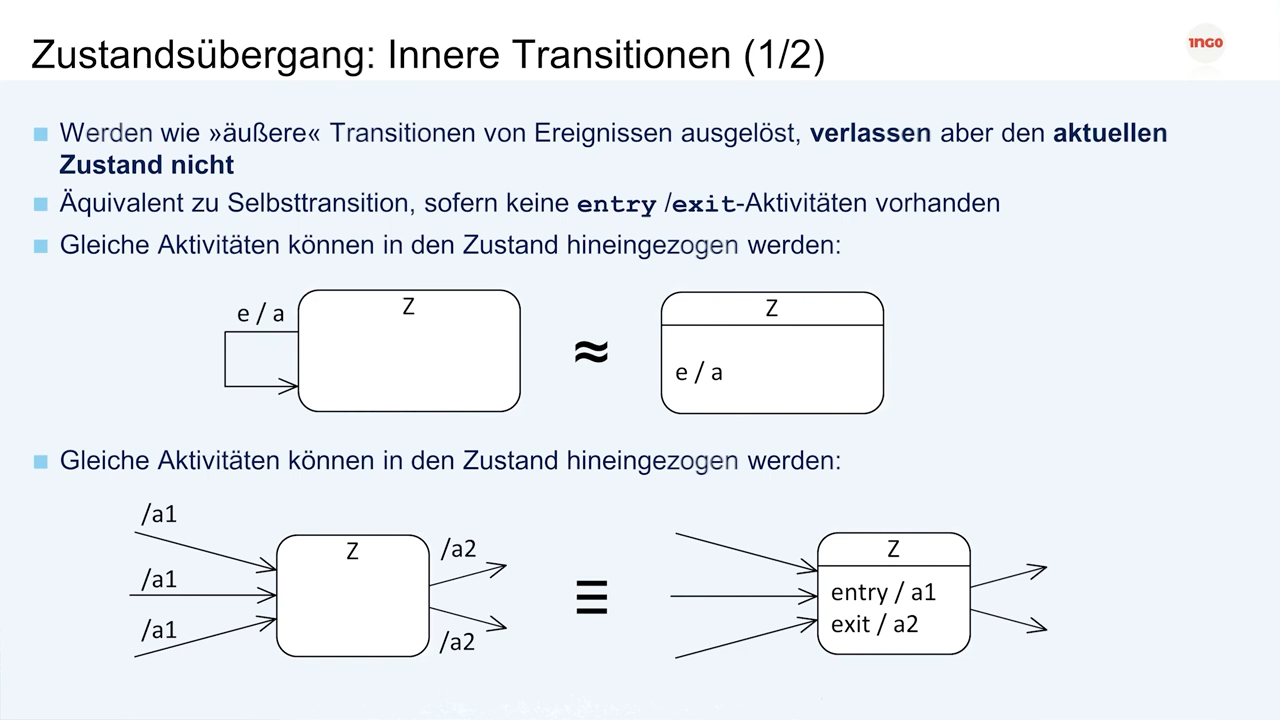 Zustandsübergang: Innere Transitionen (1/2)
1NGO
Werden wie »äußere« Transitionen von Ereignissen ausgelöst, verlassen aber den aktuellen
Zustand nicht
Äquivalent zu Selbsttransition, sofern keine entry /exit-Aktivitäten vorhanden
Gleiche Aktivitäten können in den Zustand hineingezogen werden:
e / a
Z
≈
Z
e / a
Gleiche Aktivitäten können in den Zustand hineingezogen werden:
/a1
/a1
/a1
Z
/a2
/a2
≡
Z
entry / a1
exit / a2